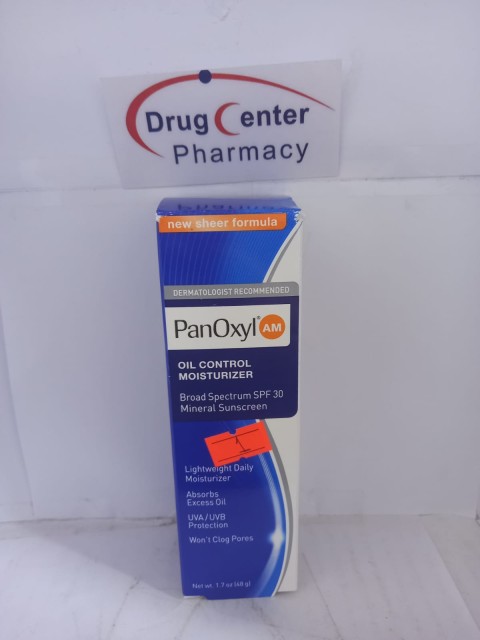 Drug Center
Pharmacy
new sheer formula
DERMATOLOGIST RECOMMENDED
PanOxyl® AM
OIL CONTROL
MOISTURIZER
Broad Spectrum SPF 30
Mineral Sunscreen
Lightweight Daily
Moisturizer
Absorbs
Excess Oil
UVA/UVB
Protection
Won't Clog Pores
Net wt. 1.7 oz (48 g)